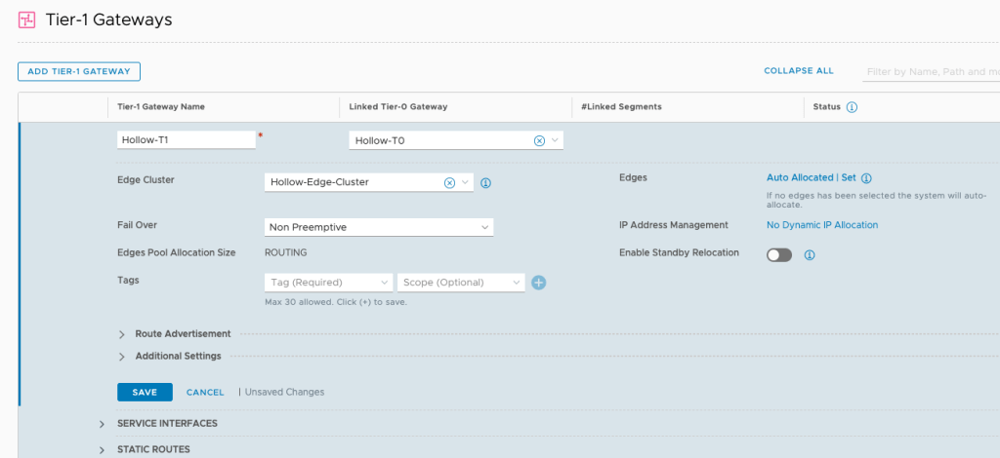 Tier-1 Gateways
ADD TIER-1 GATEWAY
COLLAPSE ALL
Filter by Name, Path and mo
Tier-1 Gateway Name Linked Tier-0 Gateway #Linked Segments Status
Hollow-T1 * Hollow-T0
Edge Cluster Hollow-Edge-Cluster Edges Auto Allocated | Set
If no edges has been selected the system will auto-
allocate.
Fail Over Non Preemptive IP Address Management No Dynamic IP Allocation
Edges Pool Allocation Size ROUTING Enable Standby Relocation
Tags Tag (Required) Scope (Optional)
Max 30 allowed. Click (+) to save.
Route Advertisement
Additional Settings
SAVE CANCEL | Unsaved Changes
SERVICE INTERFACES
STATIC ROUTES